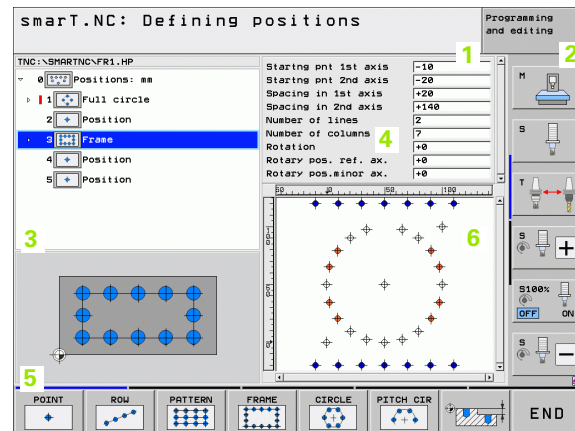 smarT.NC: Defining positions
Programming
and editing
1
2
TNC:\SMARTNC\FR1.HP
0 Positions: mm
1 Full circle
2 Position
3 Frame
4 Position
5 Position
3
Startng pnt 1st axis -10
Startng pnt 2nd axis -20
Spacing in 1st axis +20
Spacing in 2nd axis +140
Number of lines 2
Number of columns 7
Rotation +0
Rotary pos. ref. ax. +0
Rotary pos.minor ax. +0
4
50 0 50 100
6
M
S
T
S
+
S100%
OFF ON
S
–
5
POINT
ROW
PATTERN
FRAME
CIRCLE
PITCH CIR
END